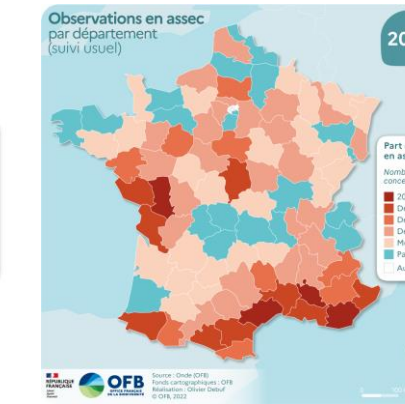 Observations en assec
par département
(suivi usuel)
20
Part
en as
Nomb
conce
20
De
De
De
M
Pa
Au
RÉPUBLIQUE
FRANÇAISE
OFB
OFFICE FRANÇAIS
DE LA BIODIVERSITÉ
Source : Onde (OFB)
Fonds cartographiques : OFB
Réalisation : Olivier Debuf
© OFB, 2022
0